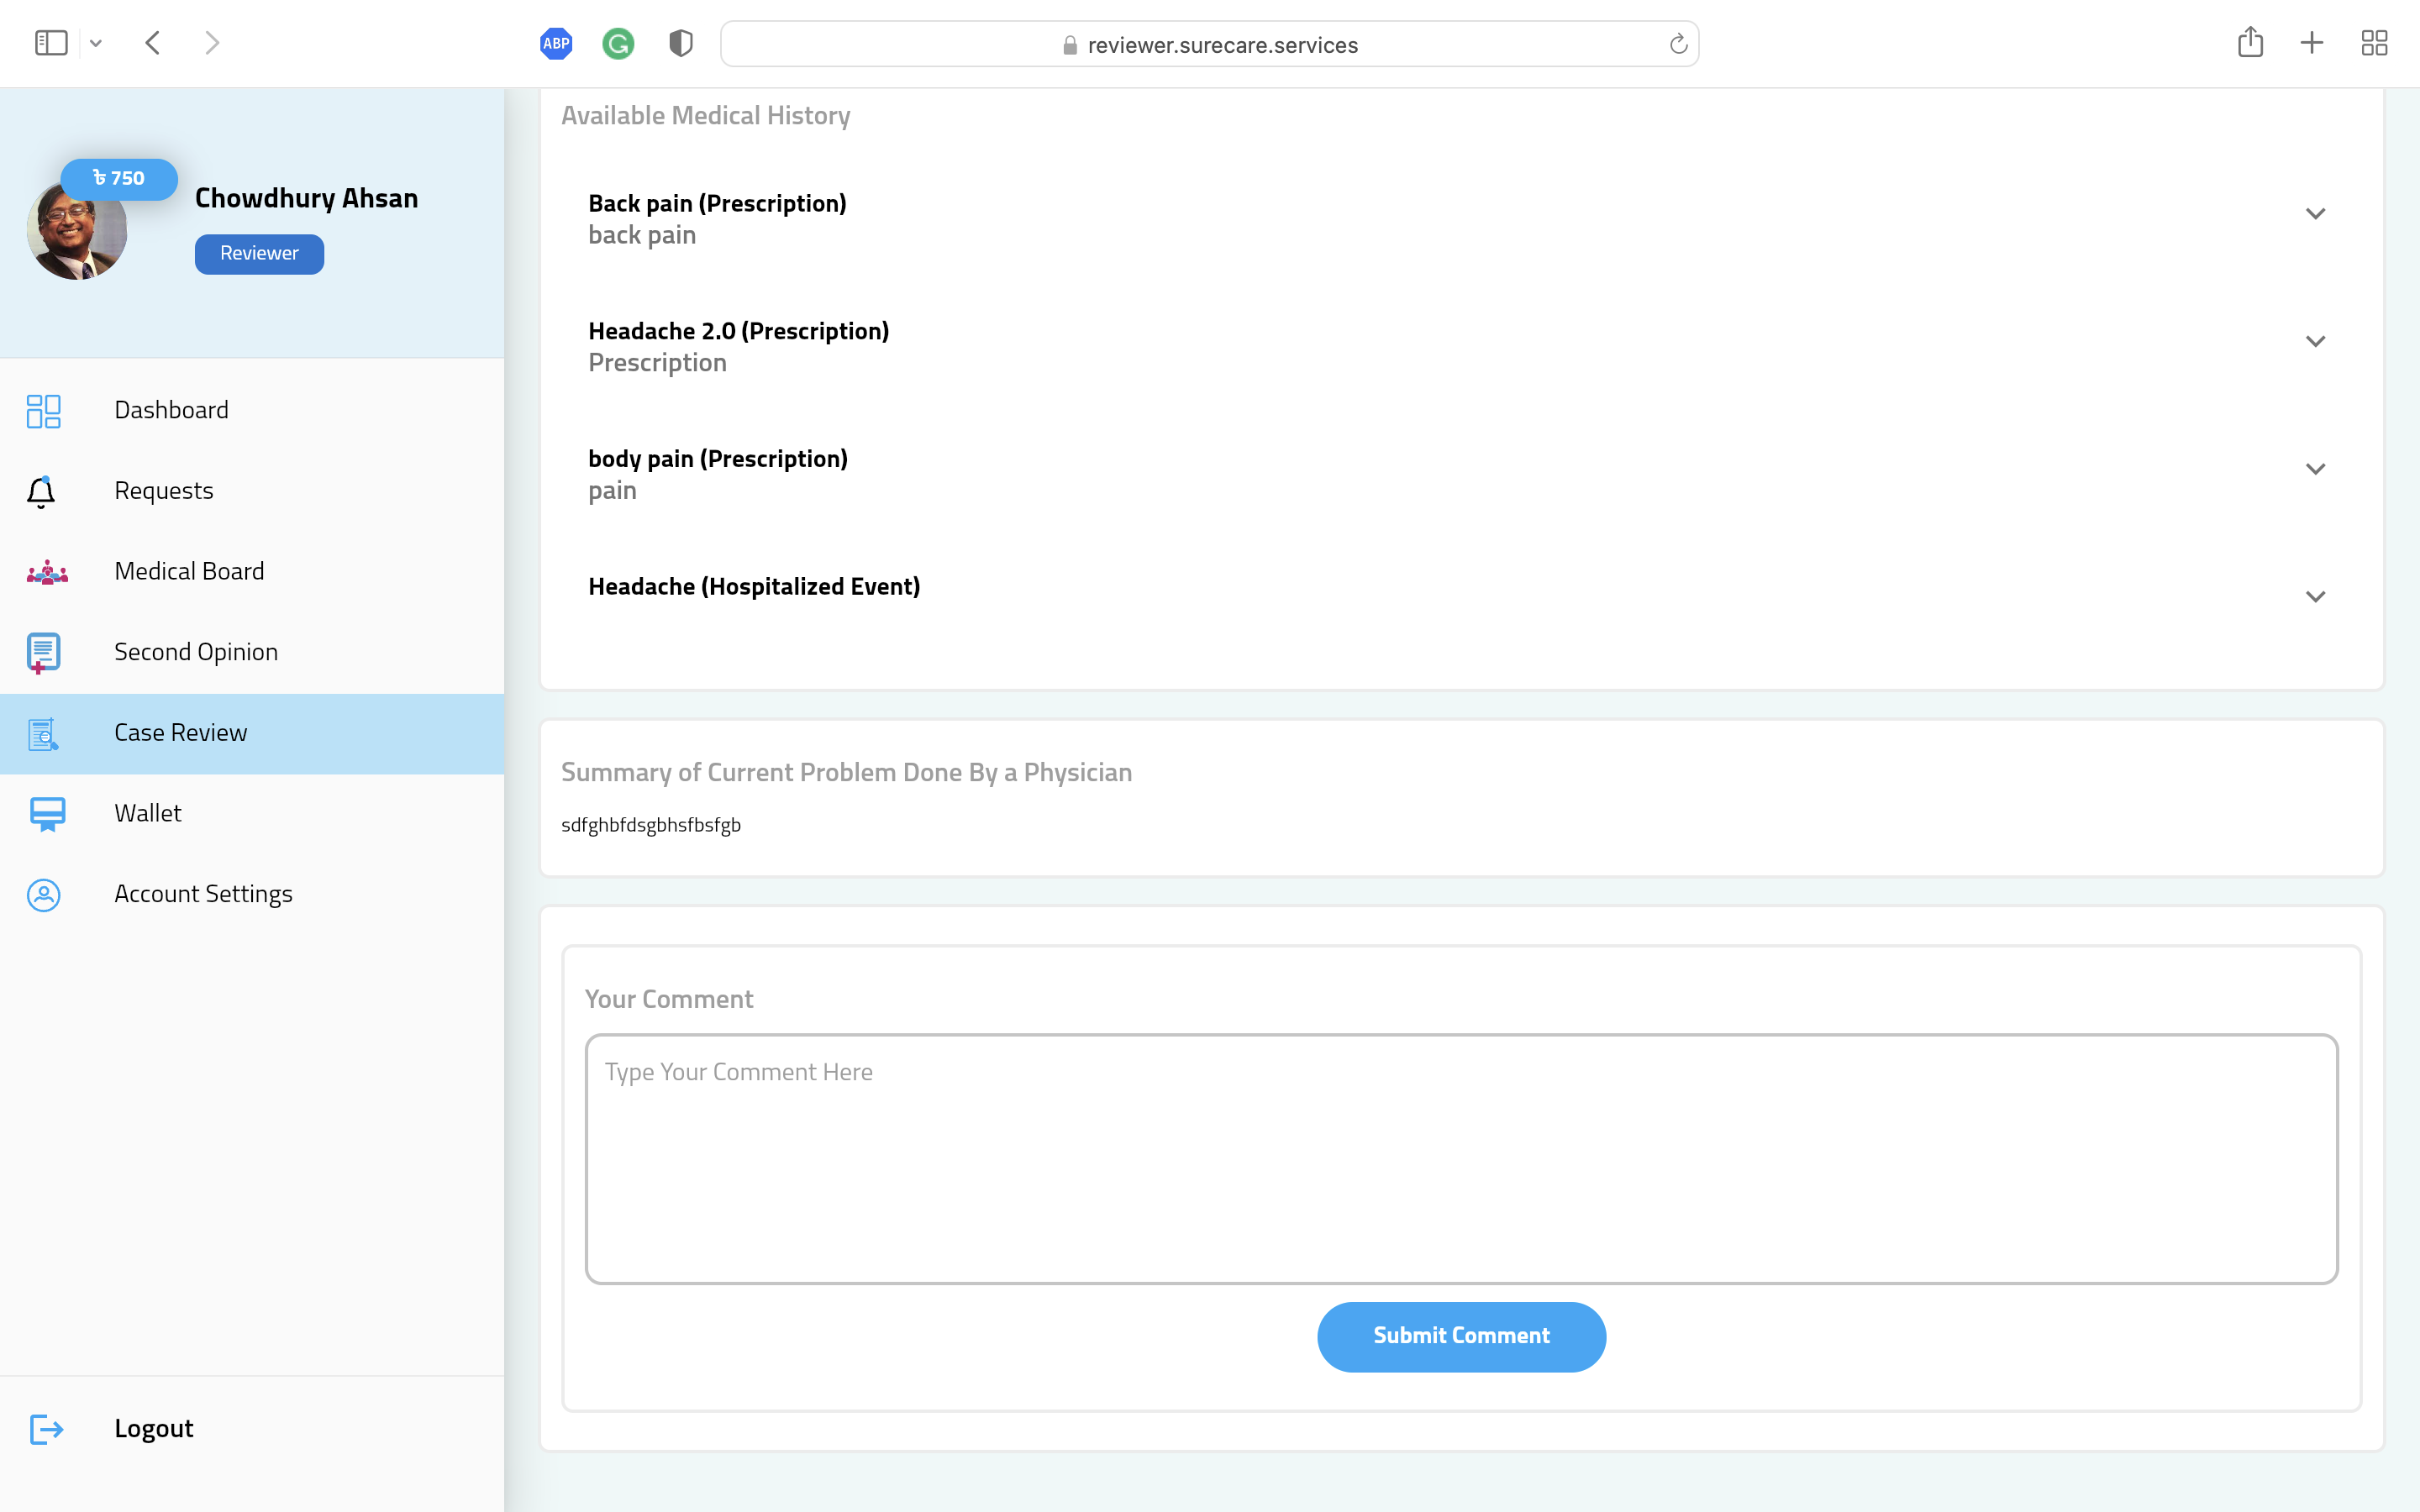 ABP
reviewer.surecare.services
৳ 750
Chowdhury Ahsan
Reviewer
Dashboard
Requests
Medical Board
Second Opinion
Case Review
Wallet
Account Settings
Logout
Available Medical History
Back pain (Prescription)
back pain
Headache 2.0 (Prescription)
Prescription
body pain (Prescription)
pain
Headache (Hospitalized Event)
Summary of Current Problem Done By a Physician
sdfghbfdsgbhsfbsfgb
Your Comment
Type Your Comment Here
Submit Comment